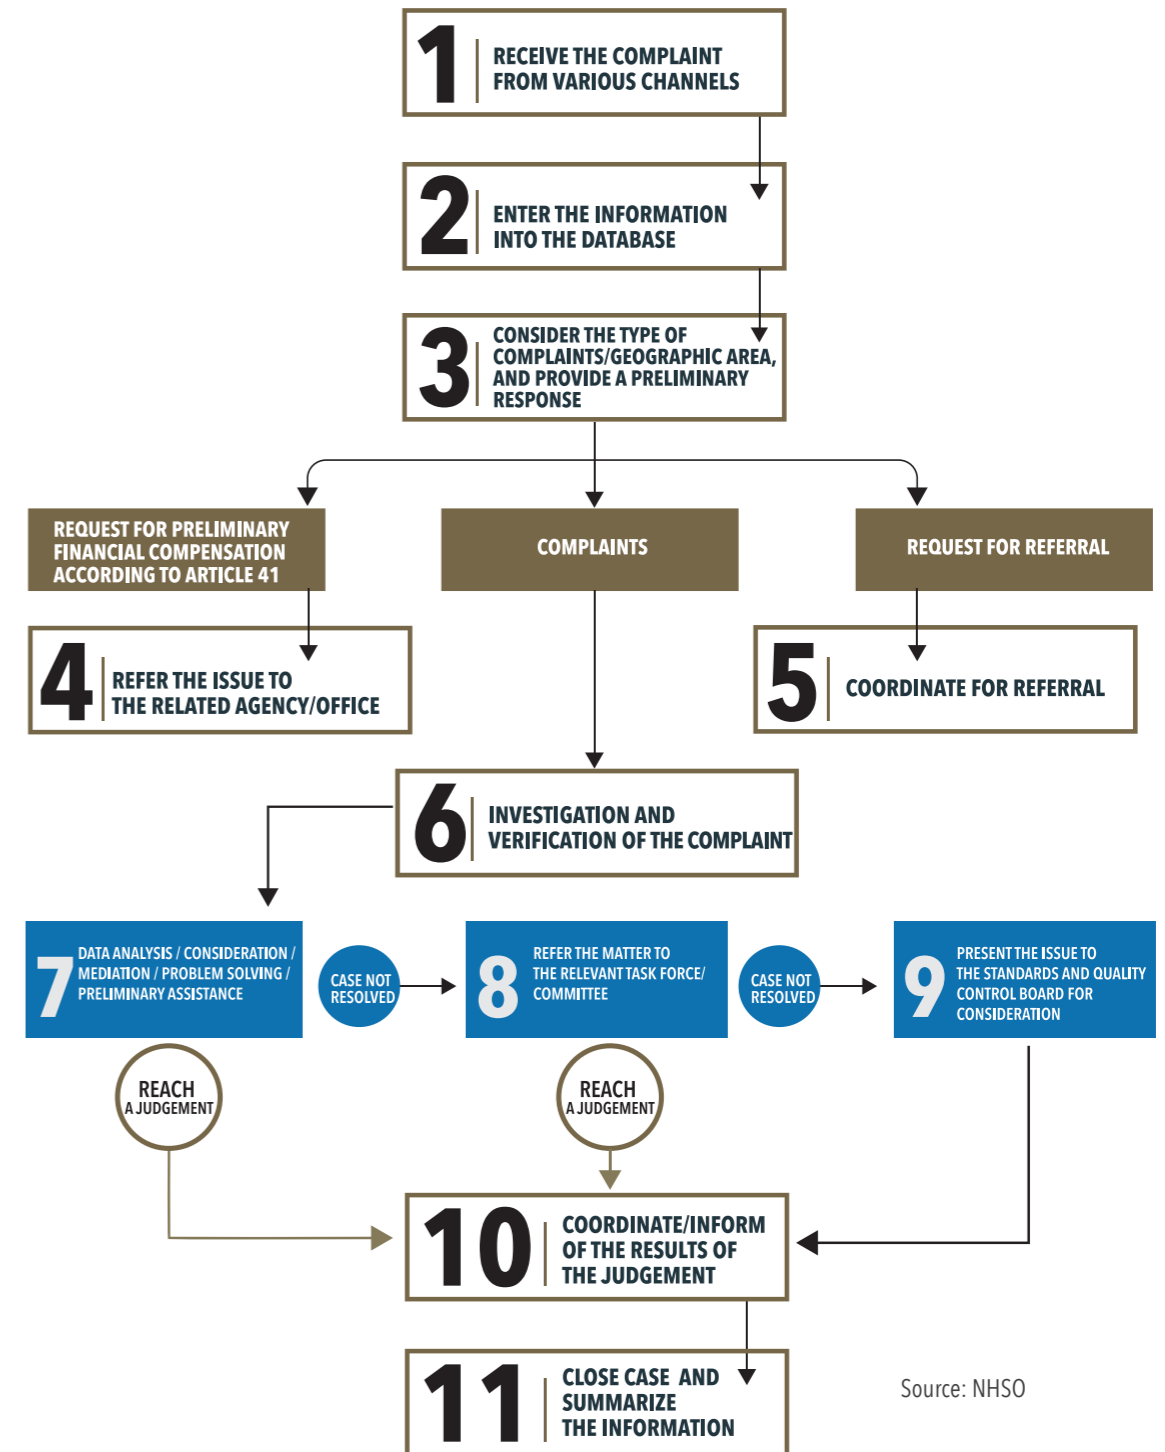 1
RECEIVE THE COMPLAINT
FROM VARIOUS CHANNELS
2
ENTER THE INFORMATION
INTO THE DATABASE
3
CONSIDER THE TYPE OF
COMPLAINTS/GEOGRAPHIC AREA,
AND PROVIDE A PRELIMINARY
RESPONSE
REQUEST FOR PRELIMINARY
FINANCIAL COMPENSATION
ACCORDING TO ARTICLE 41
COMPLAINTS
REQUEST FOR REFERRAL
4
REFER THE ISSUE TO
THE RELATED AGENCY/OFFICE
5
COORDINATE FOR REFERRAL
6
INVESTIGATION AND
VERIFICATION OF THE COMPLAINT
7
DATA ANALYSIS / CONSIDERATION /
MEDIATION / PROBLEM SOLVING /
PRELIMINARY ASSISTANCE
CASE NOT
RESOLVED
8
REFER THE MATTER TO
THE RELEVANT TASK FORCE/
COMMITTEE
CASE NOT
RESOLVED
9
PRESENT THE ISSUE TO
THE STANDARDS AND QUALITY
CONTROL BOARD FOR
CONSIDERATION
REACH
A JUDGEMENT
REACH
A JUDGEMENT
10
COORDINATE/INFORM
OF THE RESULTS OF
THE JUDGEMENT
11
CLOSE CASE AND
SUMMARIZE
THE INFORMATION
Source: NHSO